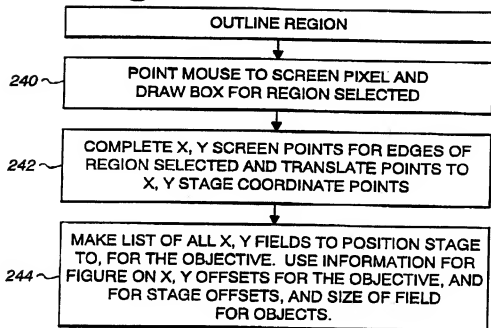 OUTLINE REGION
240
POINT MOUSE TO SCREEN PIXEL AND
DRAW BOX FOR REGION SELECTED
242
COMPLETE X, Y SCREEN POINTS FOR EDGES OF
REGION SELECTED AND TRANSLATE POINTS TO
X, Y STAGE COORDINATE POINTS
244
MAKE LIST OF ALL X, Y FIELDS TO POSITION STAGE
TO, FOR THE OBJECTIVE. USE INFORMATION FOR
FIGURE ON X, Y OFFSETS FOR THE OBJECTIVE, AND
FOR STAGE OFFSETS, AND SIZE OF FIELD
FOR OBJECTS.